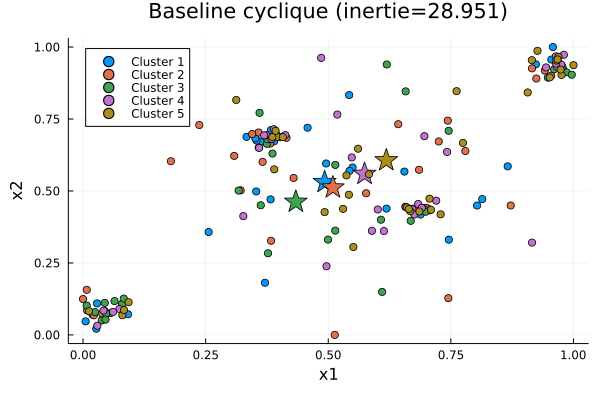 Baseline cyclique (inertie=28.951)
1.00
Cluster 1
Cluster 2
Cluster 3
Cluster 4
Cluster 5
0.75
x2
0.50
0.25
0.00
0.00 0.25 0.50 0.75 1.00
x1